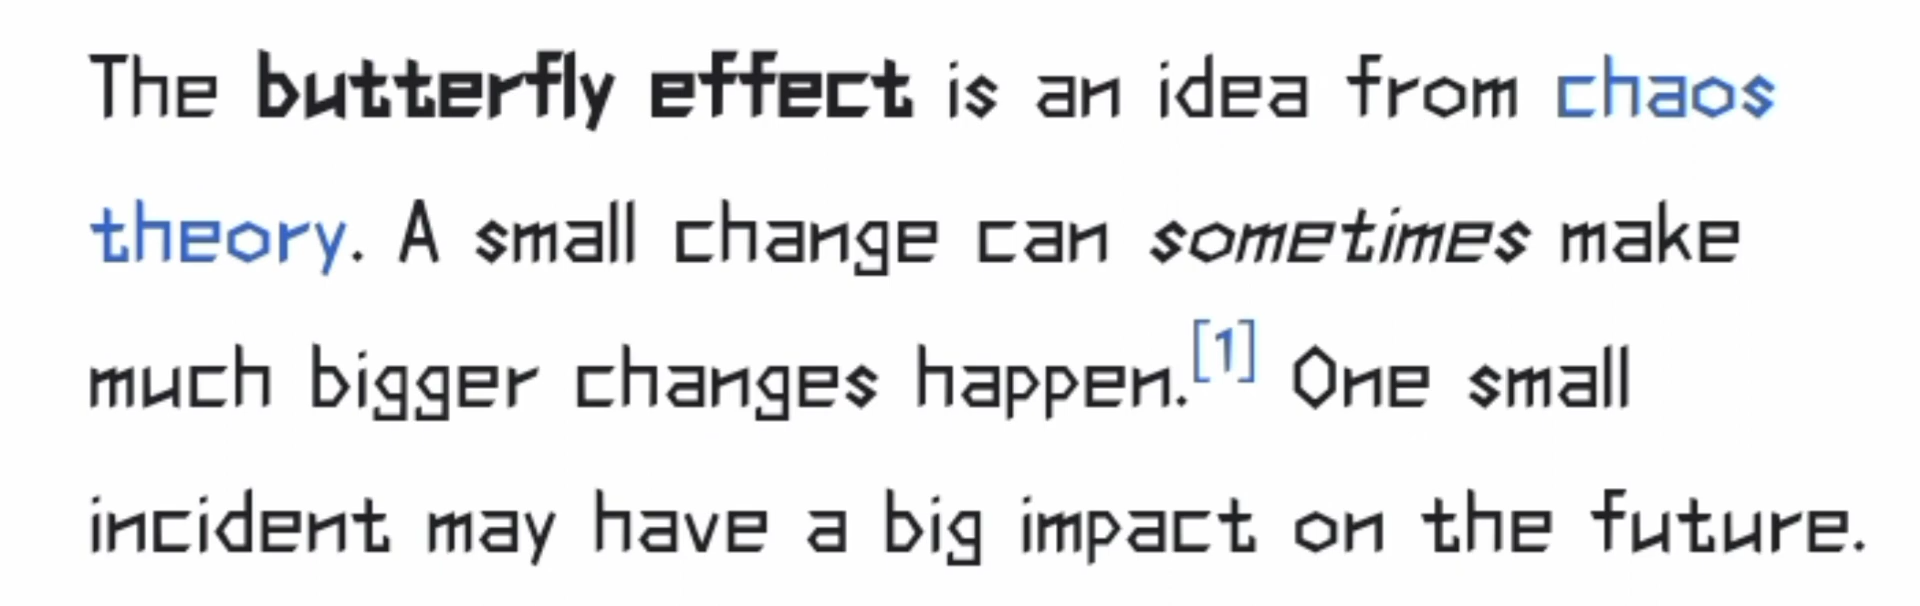 The butterfly effect is an idea from chaos
theory. A small change can sometimes make
much bigger changes happen.[1] One small
incident may have a big impact on the future.